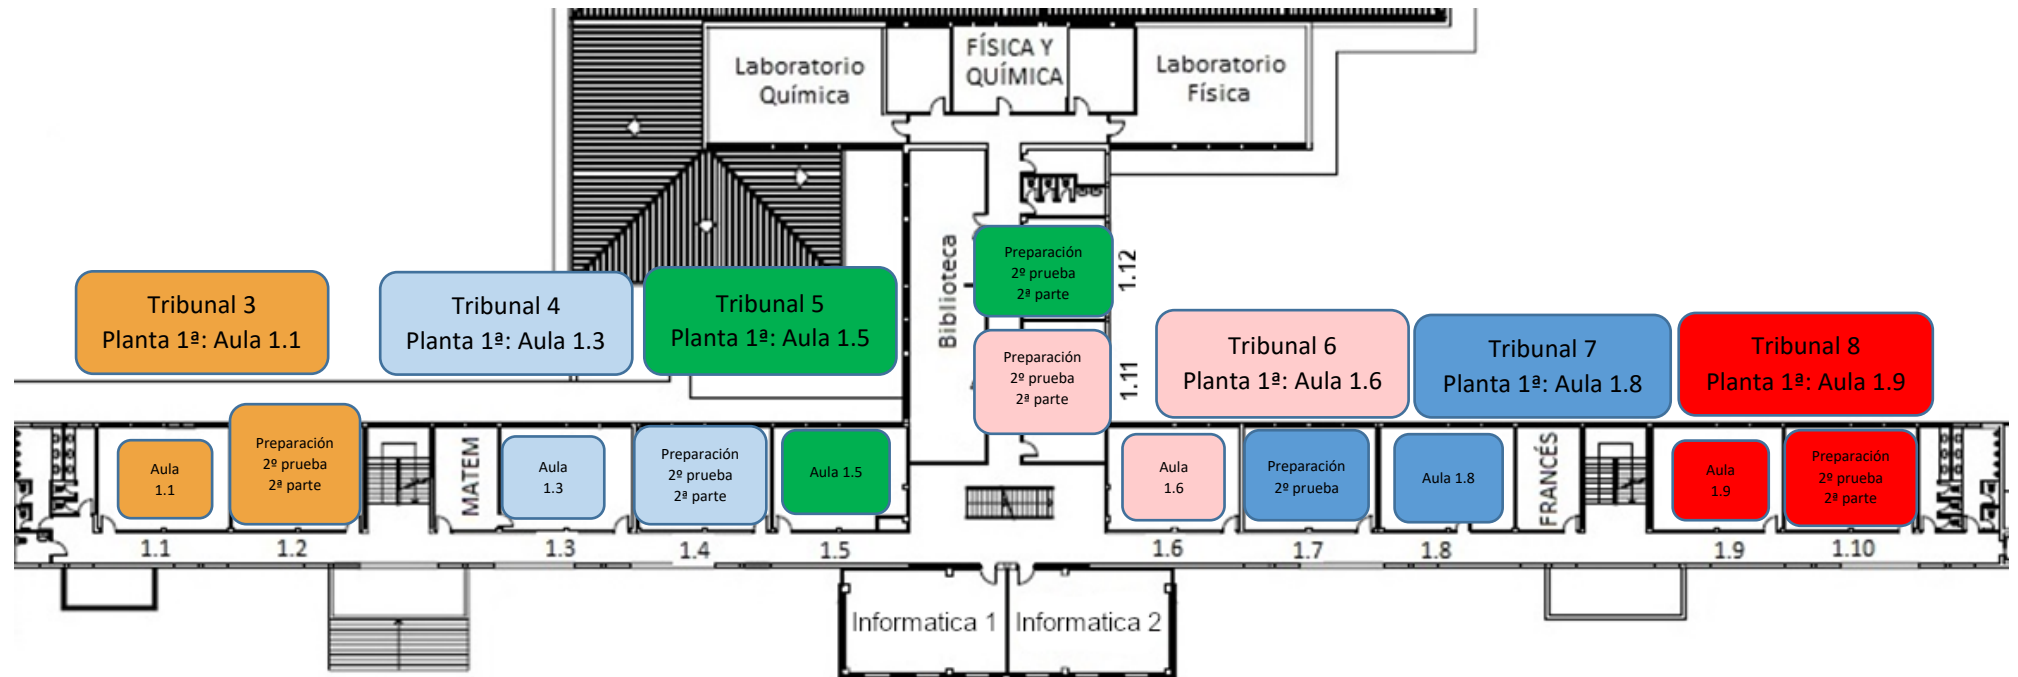 Laboratorio
Química
FÍSICA Y
QUÍMICA
Laboratorio
Física
Biblioteca
Preparación
2º prueba
2ª parte
1.12
Preparación
2º prueba
2ª parte
1.11
Tribunal 3
Planta 1ª: Aula 1.1
Tribunal 4
Planta 1ª: Aula 1.3
Tribunal 5
Planta 1ª: Aula 1.5
Tribunal 6
Planta 1ª: Aula 1.6
Tribunal 7
Planta 1ª: Aula 1.8
Tribunal 8
Planta 1ª: Aula 1.9
Aula
1.1
Preparación
2º prueba
2ª parte
MATEM
Aula
1.3
Preparación
2º prueba
2ª parte
Aula 1.5
Aula
1.6
Preparación
2º prueba
Aula 1.8
FRANCÉS
Aula
1.9
Preparación
2º prueba
2ª parte
1.1
1.2
1.3
1.4
1.5
1.6
1.7
1.8
1.9
1.10
Informatica 1
Informatica 2